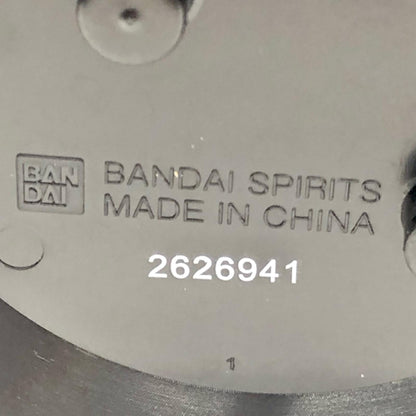 BAN
DAI
BANDAI SPIRITS
MADE IN CHINA
2626941
1